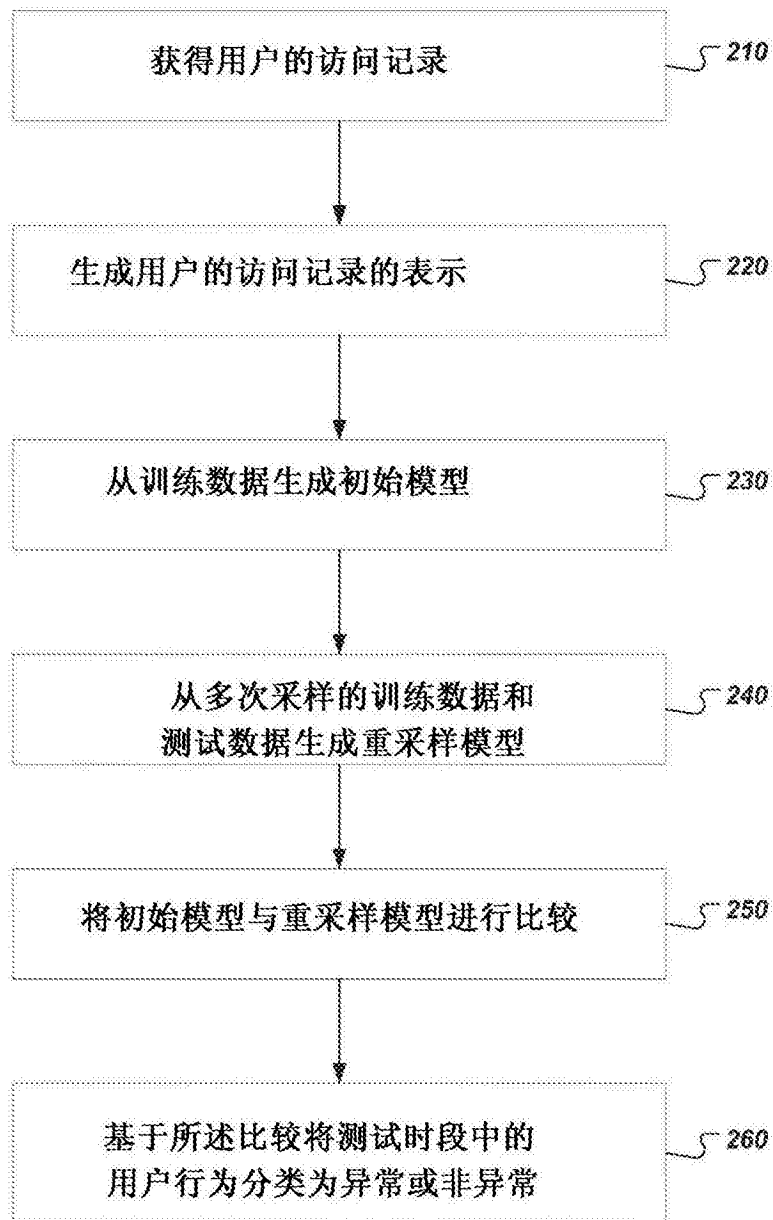 获得用户的访问记录
210
生成用户的访问记录的表示
220
从训练数据生成初始模型
230
从多次采样的训练数据和
测试数据生成重采样模型
240
将初始模型与重采样模型进行比较
250
基于所述比较将测试时段中的
用户行为分类为异常或非异常
260